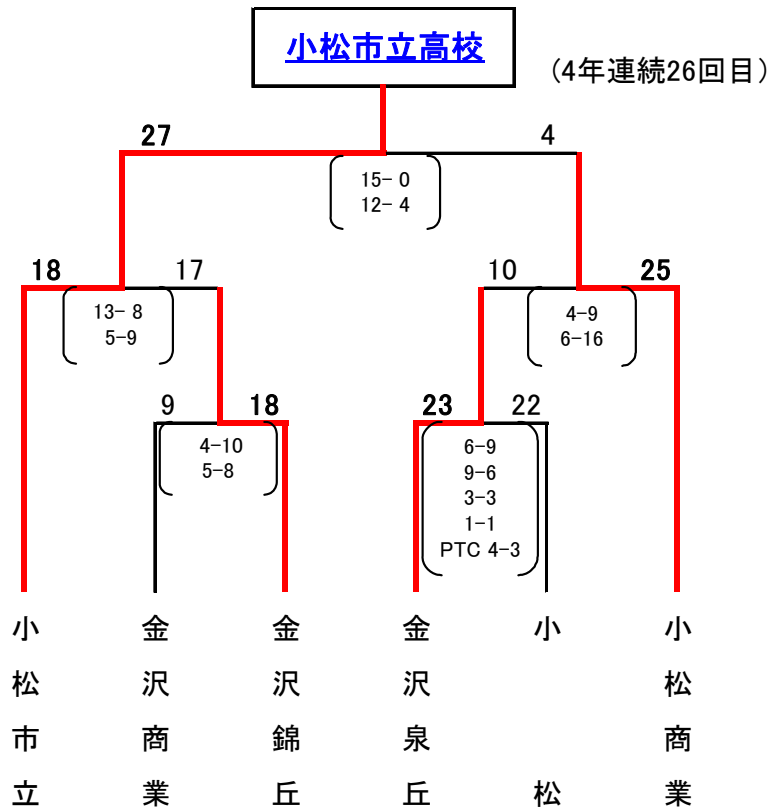 小松市立高校
(4年連続26回目)
27
4
15- 0
12- 4
18
17
10
25
13- 8
5-9
4-9
6-16
9
18
23
22
4-10
5-8
6-9
9-6
3-3
1-1
PTC 4-3
小松市立
金沢商業
金沢錦丘
金沢泉丘
小松
小松商業